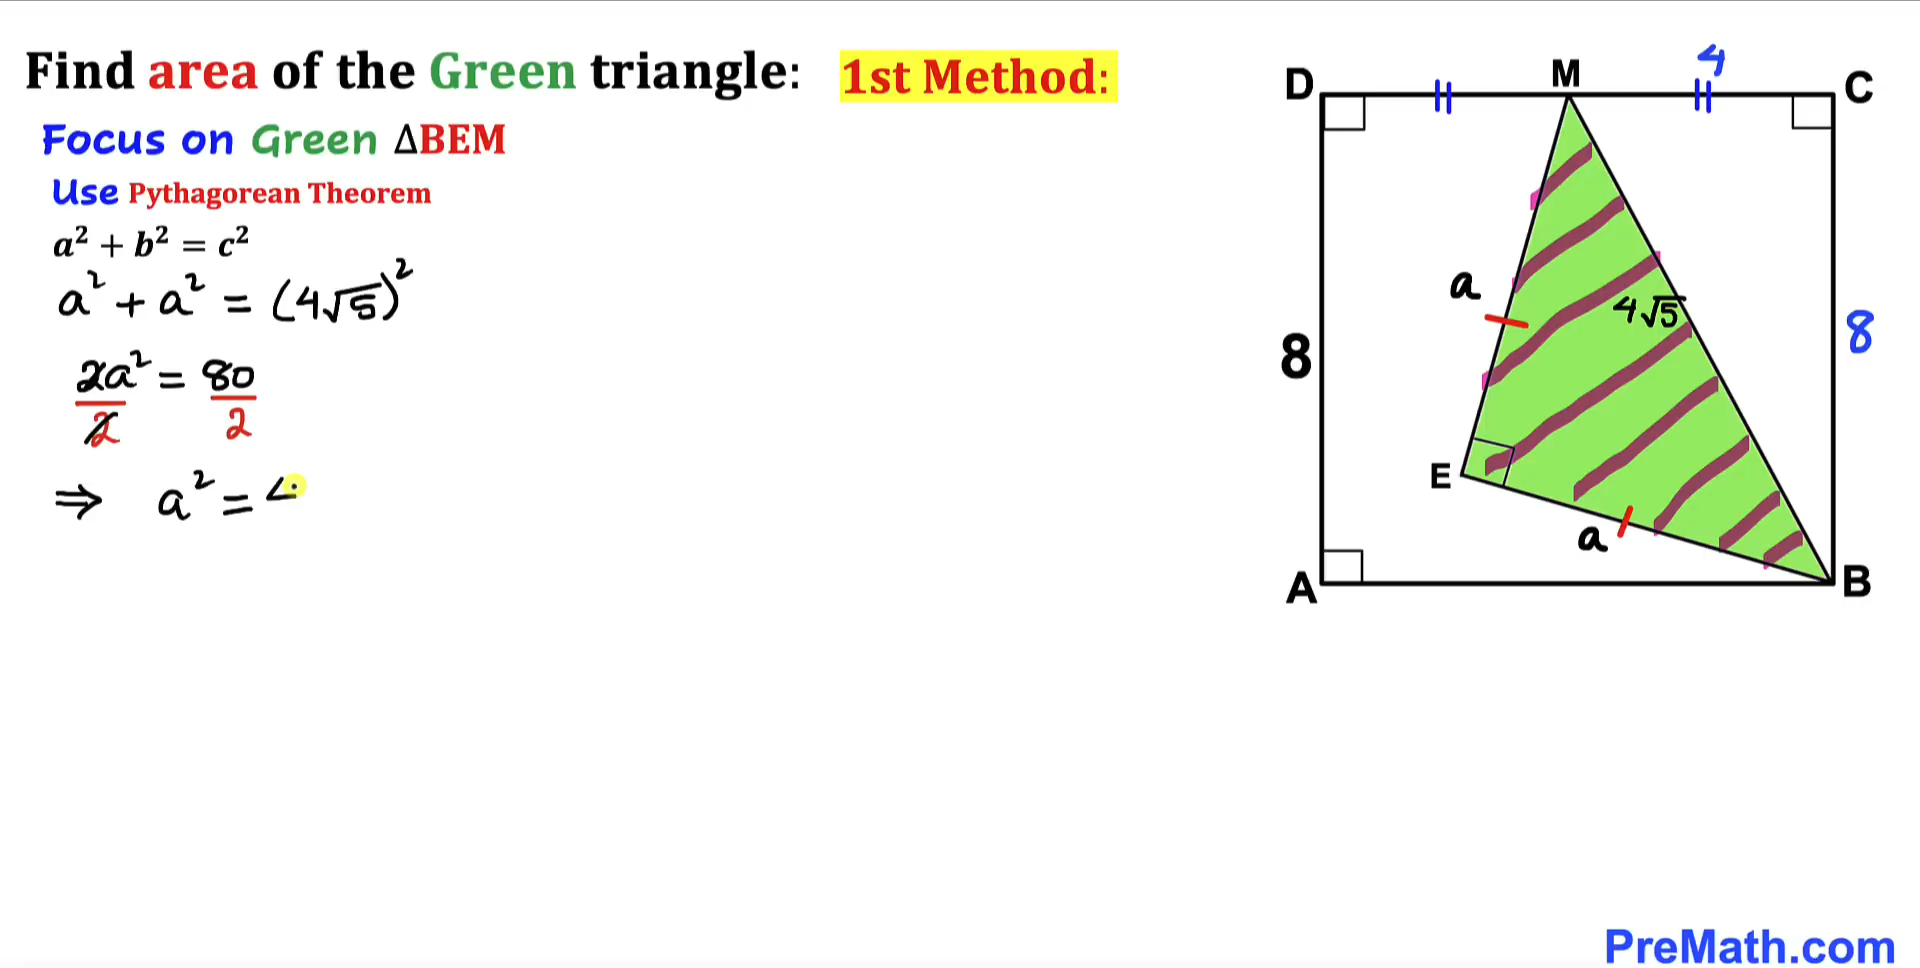 Find area of the Green triangle: 1st Method:
Focus on Green ΔBEM
Use Pythagorean Theorem
a² + b² = c²
a² + a² = (4√5)²
2a² = 80
2 2
⇒ a² =
D M 4 C
a
4√5
8 8
E
a
A B
PreMath.com